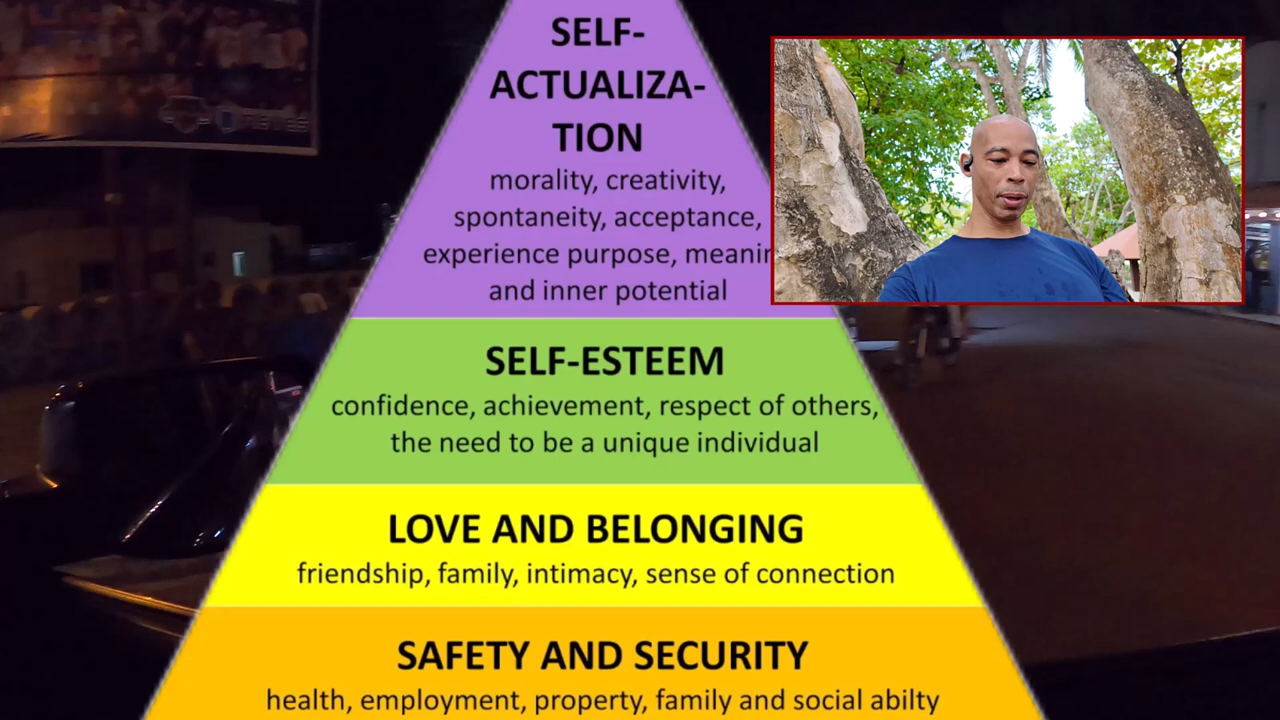 SELF-
ACTUALIZA-
TION
morality, creativity,
spontaneity, acceptance,
experience purpose,
and inner potential
SELF-ESTEEM
confidence, achievement, respect of others,
the need to be a unique individual
LOVE AND BELONGING
friendship, family, intimacy, sense of connection
SAFETY AND SECURITY
health, employment, property, family and social abilty